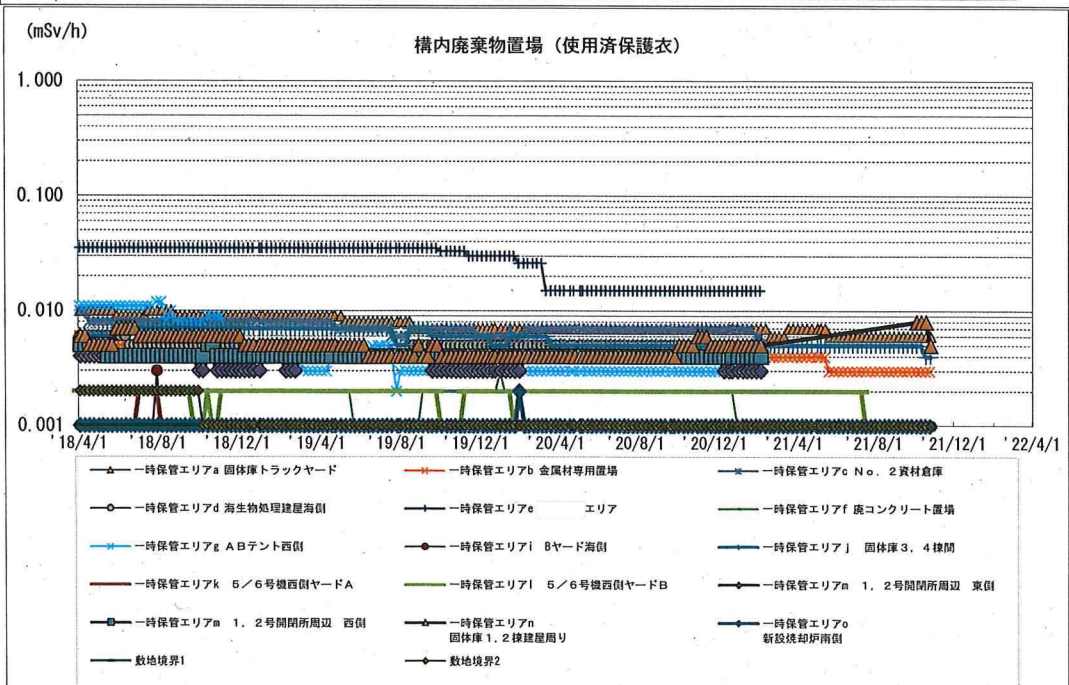 (mSv/h)
構内廃棄物置場（使用済保護衣）
1.000
0.100
0.010
0.001
'18/4/1 '18/8/1 '18/12/1 '19/4/1 '19/8/1 '19/12/1 '20/4/1 '20/8/1 '20/12/1 '21/4/1 '21/8/1 '21/12/1 '22/4/1
一時保管エリアa 固体庫トラックヤード 一時保管エリアb 金属材専用置場 一時保管エリアc Ｎｏ．２資材倉庫
一時保管エリアd 海生物処理建屋海側 一時保管エリアe エリア 一時保管エリアf 廃コンクリート置場
一時保管エリアg ＡＢテント西側 一時保管エリアi Ｂヤード海側 一時保管エリアj 固体庫３，４棟間
一時保管エリアk ５／６号機西側ヤードＡ 一時保管エリアl ５／６号機西側ヤードＢ 一時保管エリアm １，２号開閉所周辺 東側
一時保管エリアm １，２号開閉所周辺 西側 一時保管エリアn 一時保管エリアo
固体庫１,２棟建屋周り 新設焼却炉南側
敷地境界1 敷地境界2